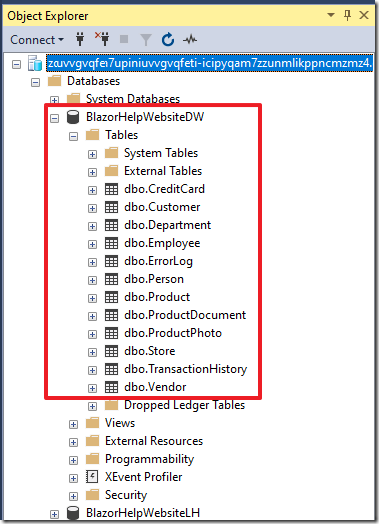 Object Explorer
Connect
Databases
System Databases
BlazorHelpWebsiteDW
Tables
System Tables
External Tables
dbo.CreditCard
dbo.Customer
dbo.Department
dbo.Employee
dbo.ErrorLog
dbo.Person
dbo.Product
dbo.ProductDocument
dbo.ProductPhoto
dbo.Store
dbo.TransactionHistory
dbo.Vendor
Dropped Ledger Tables
Views
External Resources
Programmability
XEvent Profiler
Security
BlazorHelpWebsiteLH